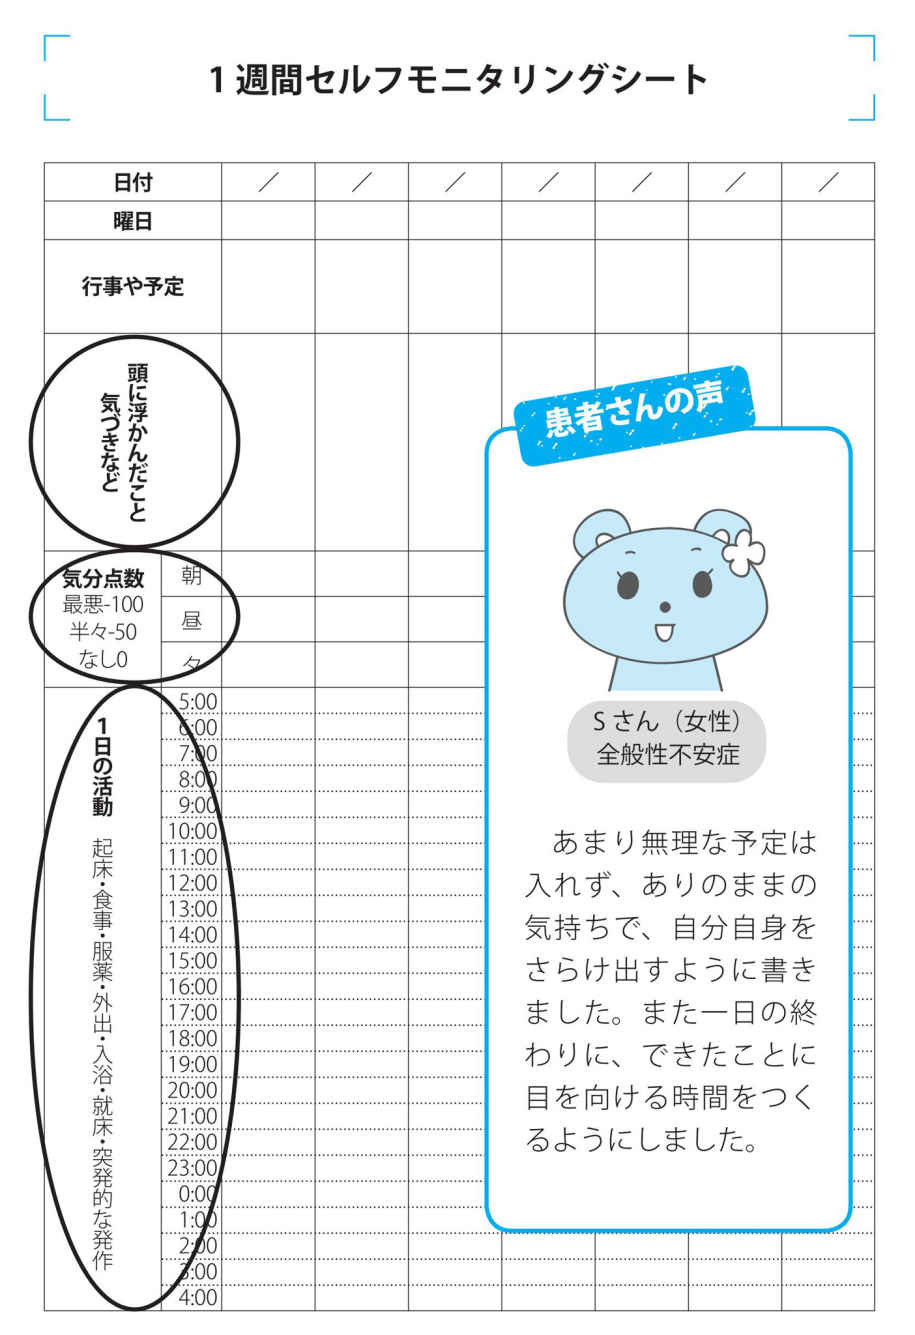 1週間セルフモニタリングシート
日付 ／ ／ ／ ／ ／ ／ ／
曜日
行事や予定
頭に浮かんだこと
気づきなど
気分点数
最悪-100
半々-50
なし0
朝
昼
夕
1日の活動 起床・食事・服薬・外出・入浴・就床・突発的な発作
5:00
6:00
7:00
8:00
9:00
10:00
11:00
12:00
13:00
14:00
15:00
16:00
17:00
18:00
19:00
20:00
21:00
22:00
23:00
0:00
1:00
2:00
3:00
4:00
患者さんの声
Sさん（女性）
全般性不安症
あまり無理な予定は
入れず、ありのままの
気持ちで、自分自身を
さらけ出すように書き
ました。また一日の終
わりに、できたことに
目を向ける時間をつく
るようにしました。